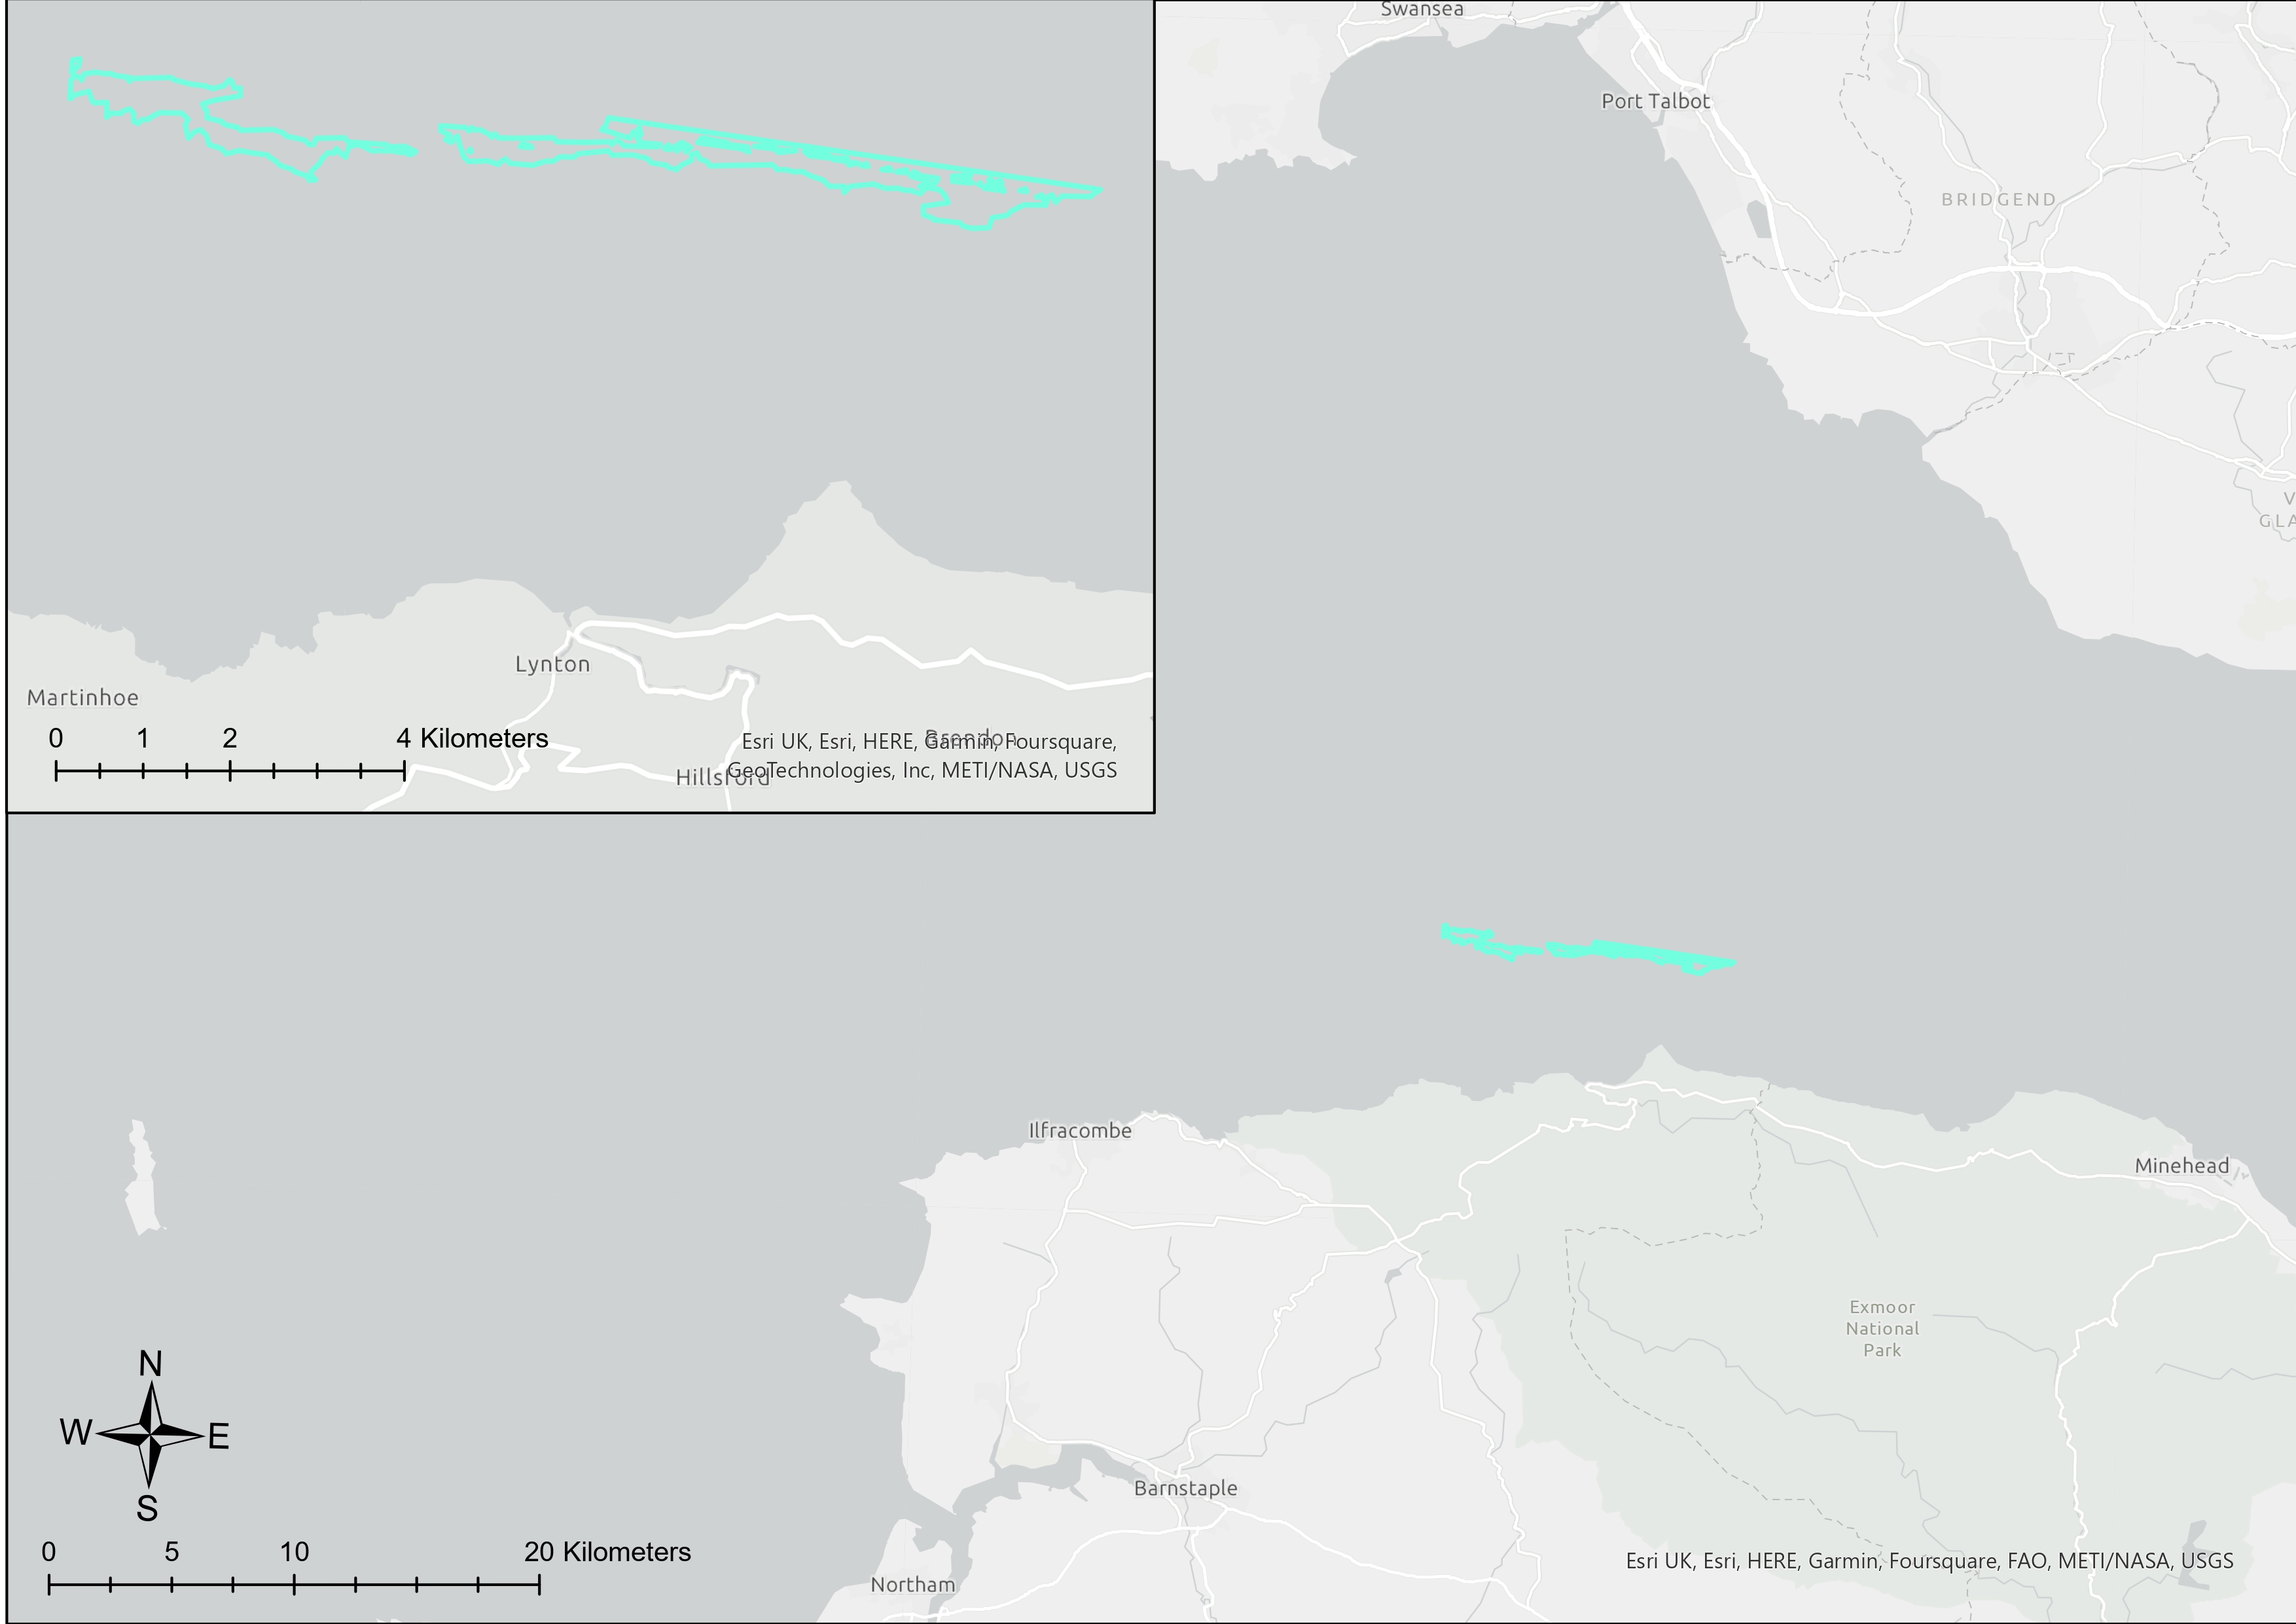 Swansea
Port Talbot
BRIDGEND
V
GLA
Lynton
Martinhoe
0 1 2 4 Kilometers
Brendon
Esri UK, Esri, HERE, Garmin, Foursquare,
Hillsford
GeoTechnologies, Inc, METI/NASA, USGS
Ilfracombe
Minehead
Exmoor
National
Park
N
W E
S
Barnstaple
0 5 10 20 Kilometers
Esri UK, Esri, HERE, Garmin, Foursquare, FAO, METI/NASA, USGS
Northam